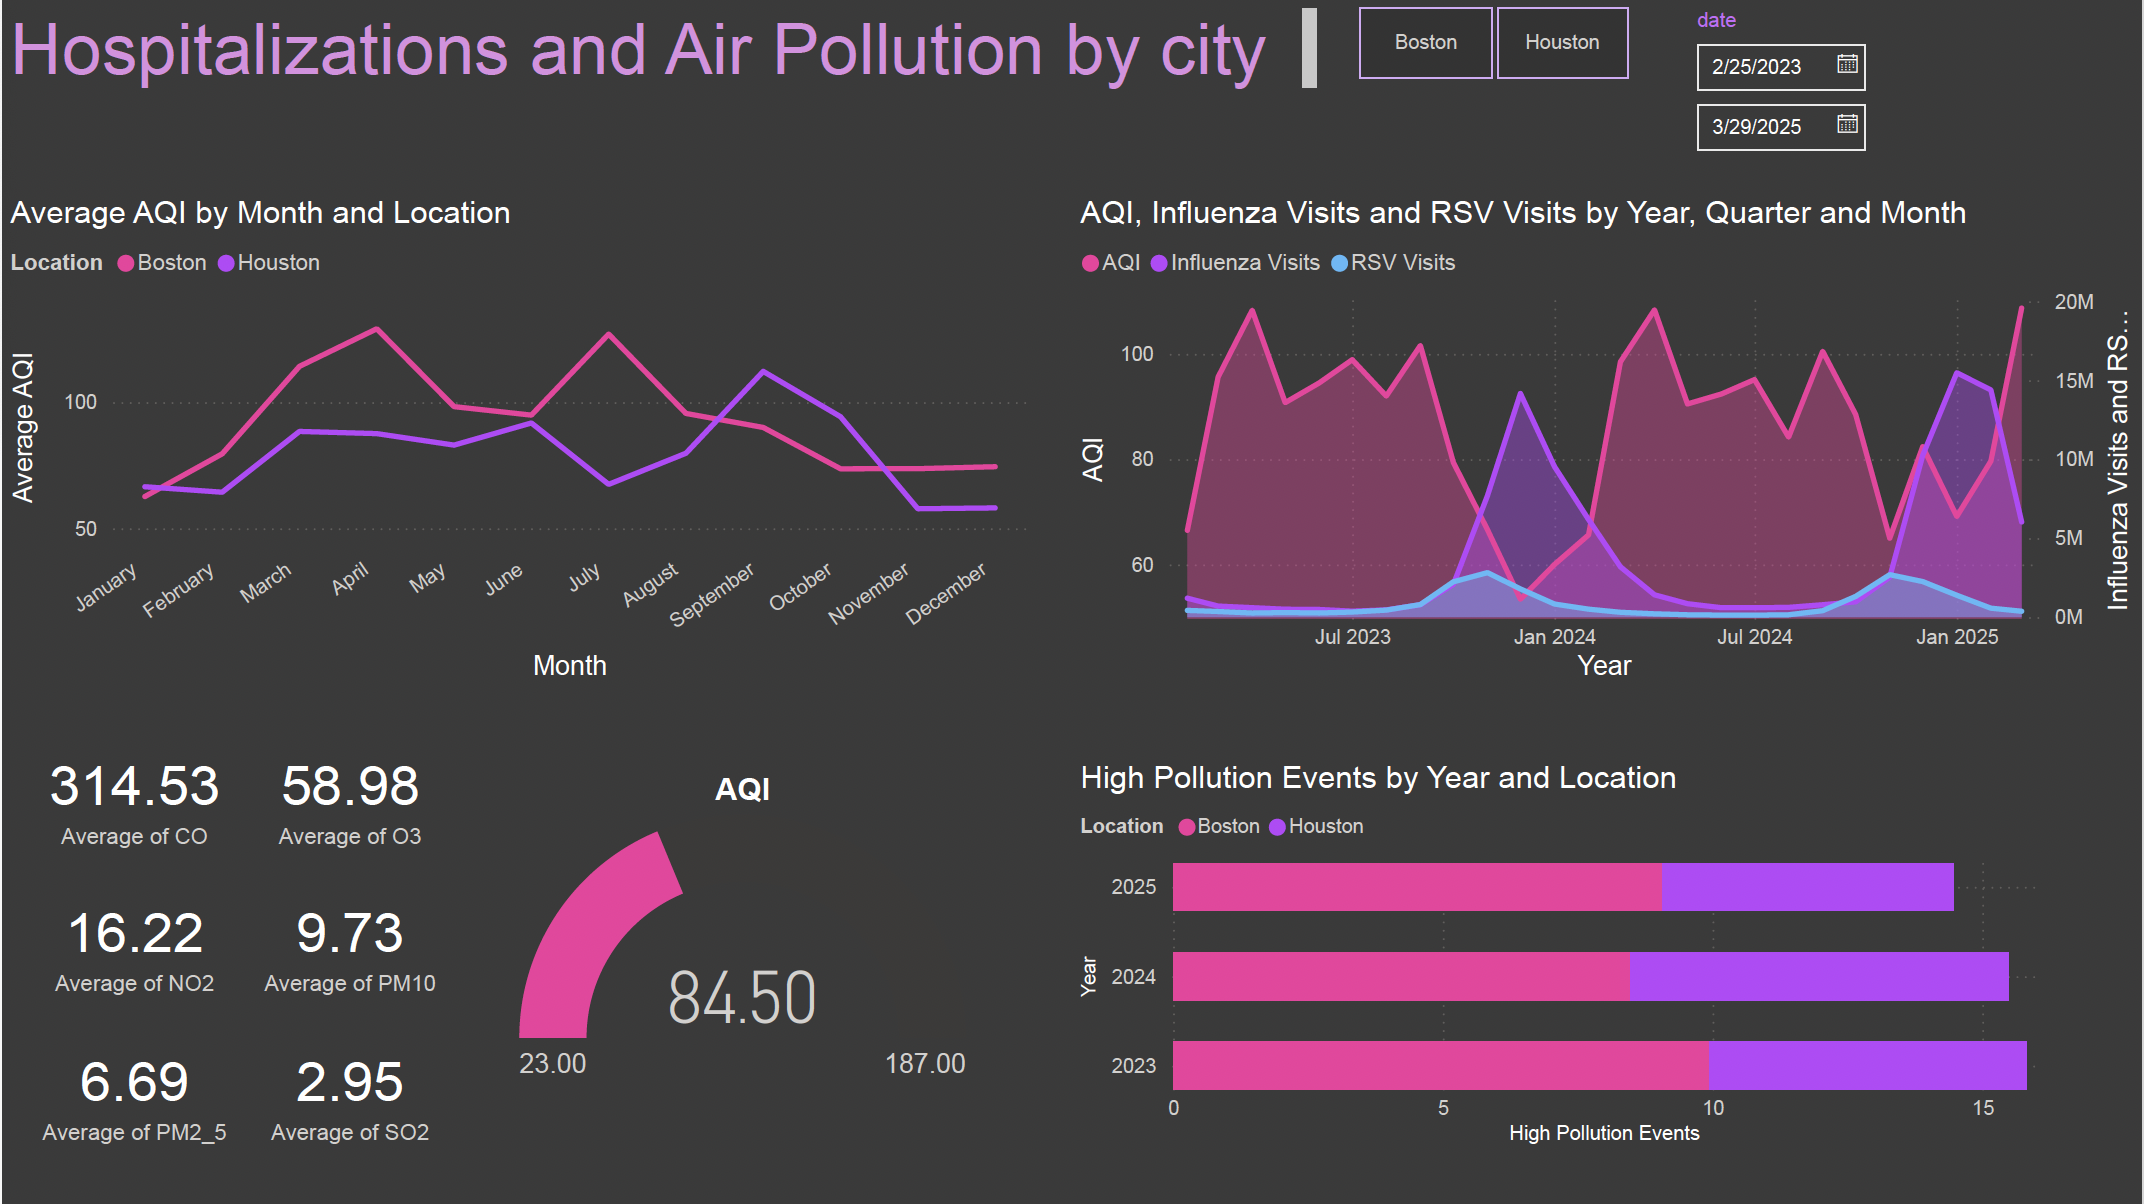 Hospitalizations and Air Pollution by city
Boston
Houston
date
2/25/2023
3/29/2025
Average AQI by Month and Location
Location Boston Houston
Average AQI
100
50
January
February
March
April
May
June
July
August
September
October
November
December
Month
AQI, Influenza Visits and RSV Visits by Year, Quarter and Month
AQI Influenza Visits RSV Visits
AQI
100
80
60
20M
15M
10M
5M
0M
Influenza Visits and RS...
Jul 2023
Jan 2024
Jul 2024
Jan 2025
Year
314.53
Average of CO
58.98
Average of O3
16.22
Average of NO2
9.73
Average of PM10
6.69
Average of PM2_5
2.95
Average of SO2
AQI
84.50
23.00
187.00
High Pollution Events by Year and Location
Location Boston Houston
Year
2025
2024
2023
0
5
10
15
High Pollution Events